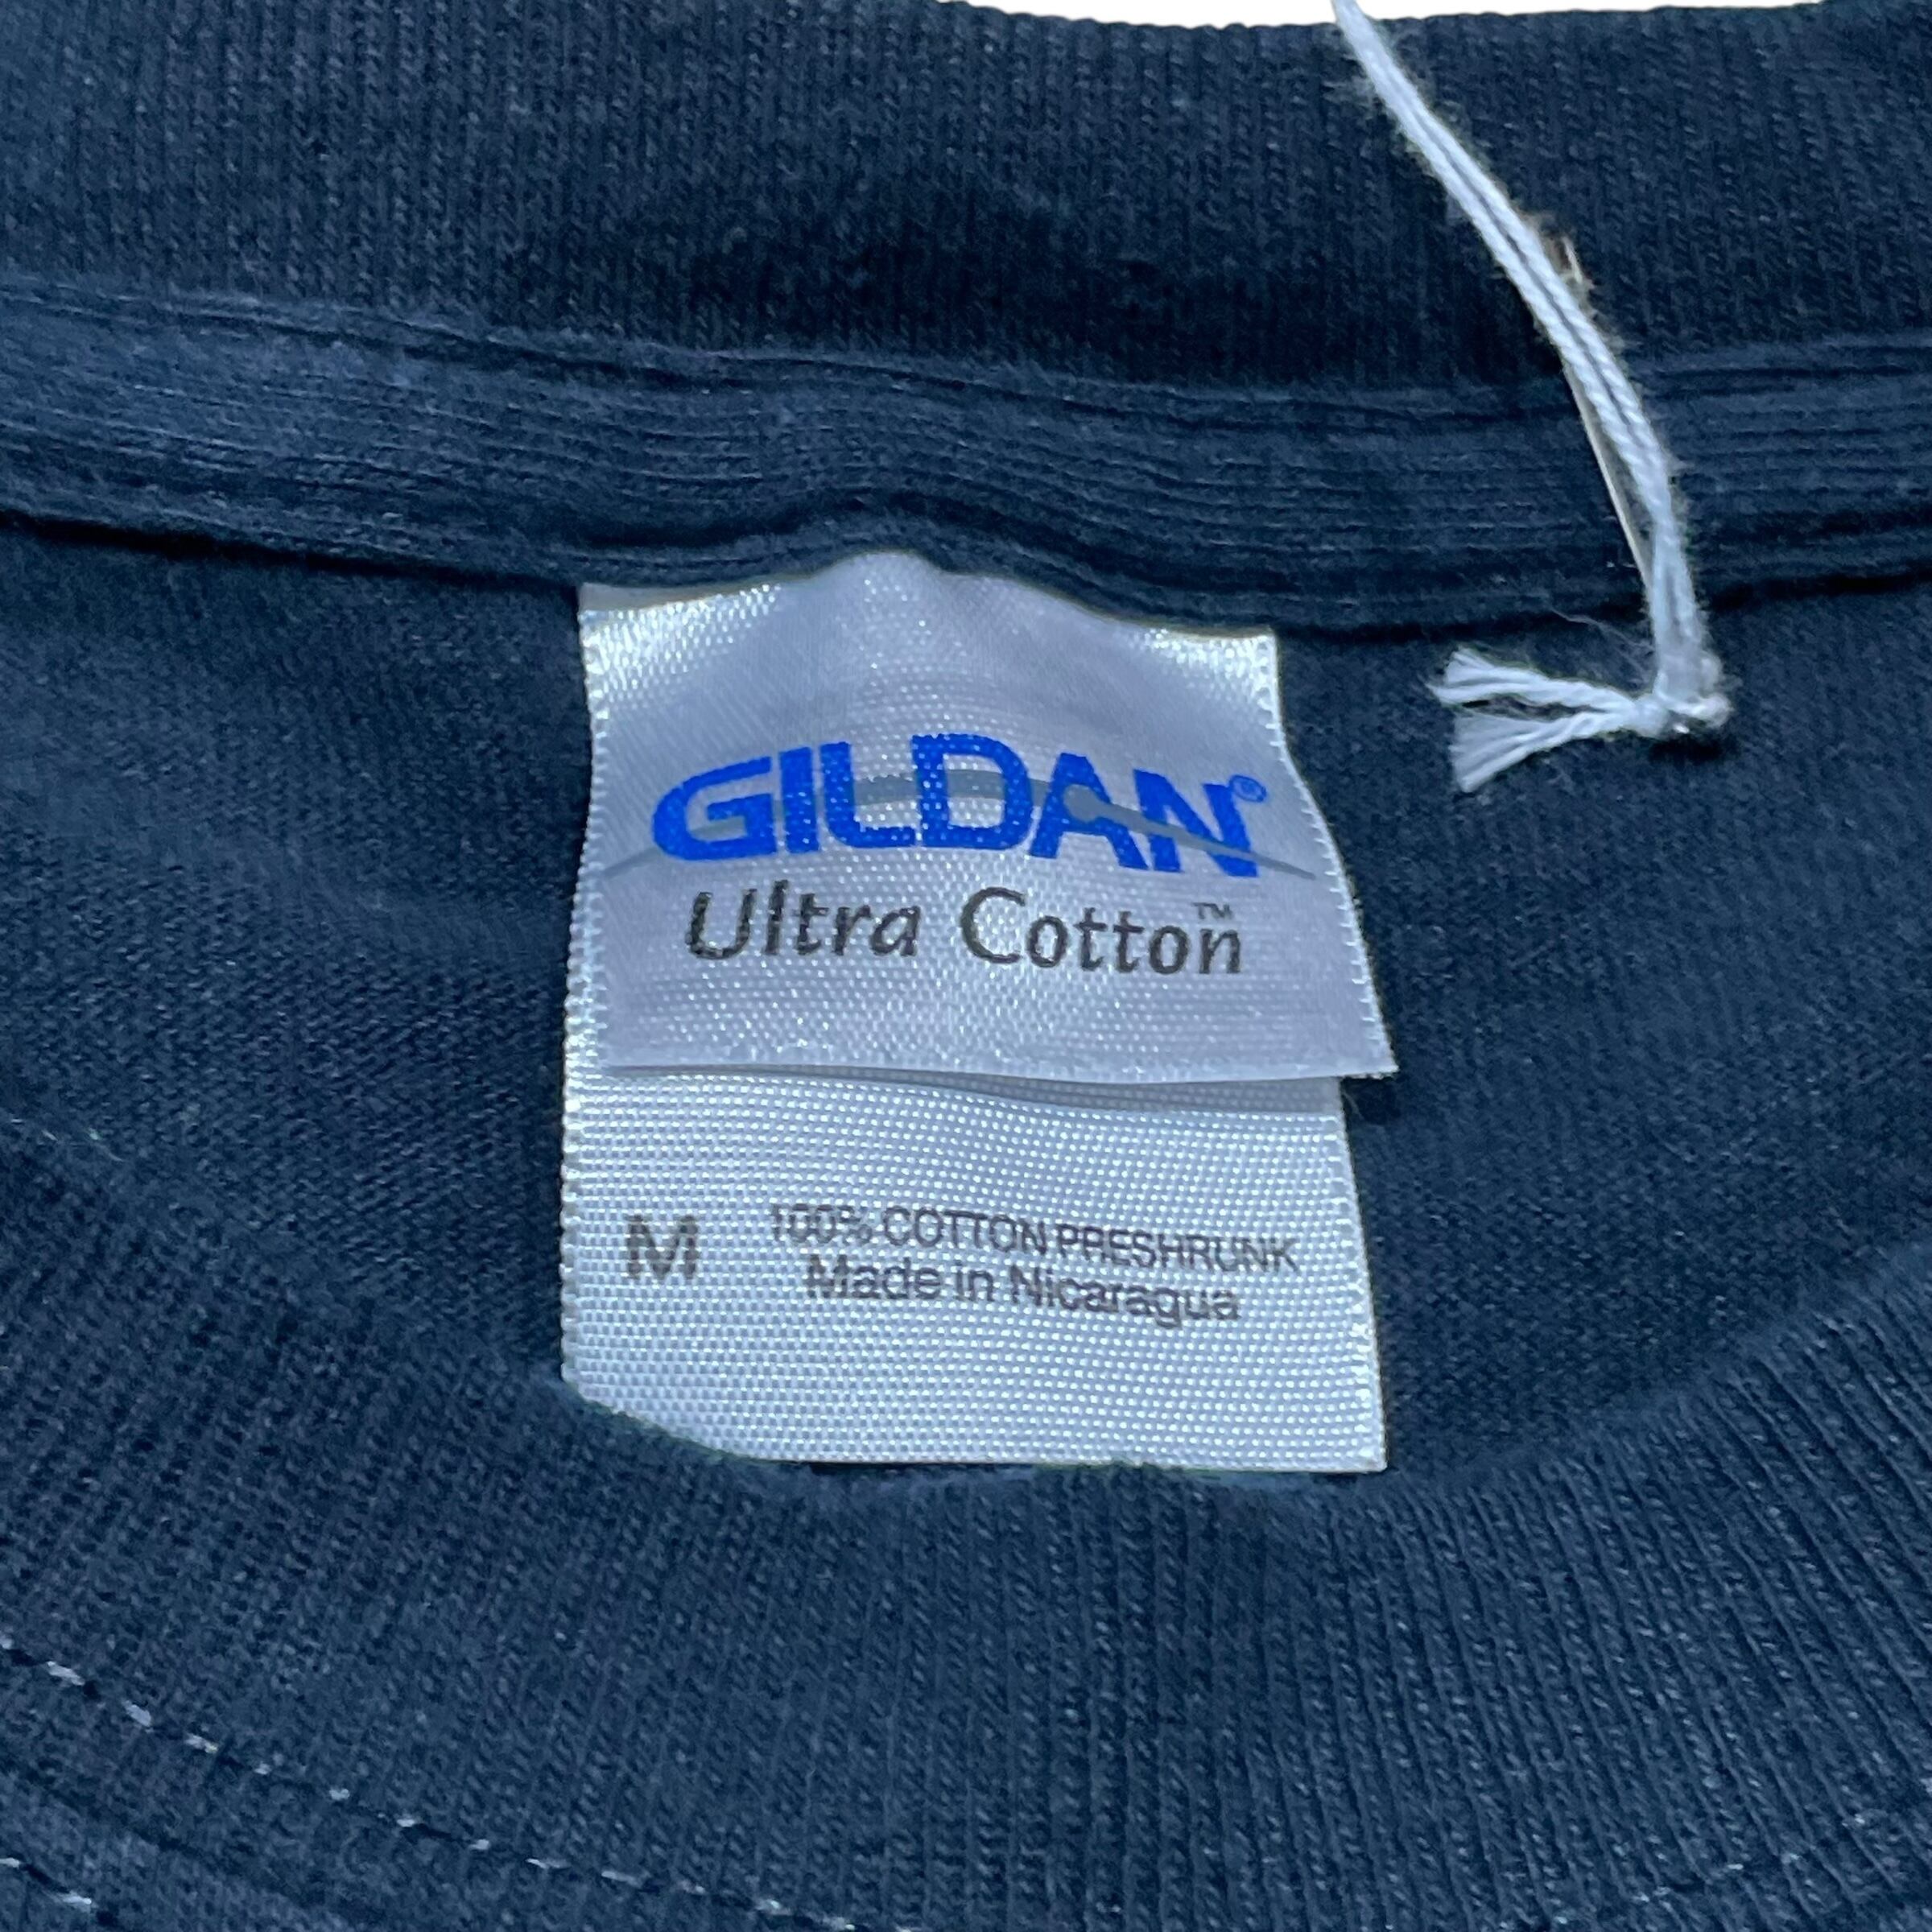 GILDAN®
Ultra Cotton™
M 100% COTTON PRESHRUNK
Made in Nicaragua